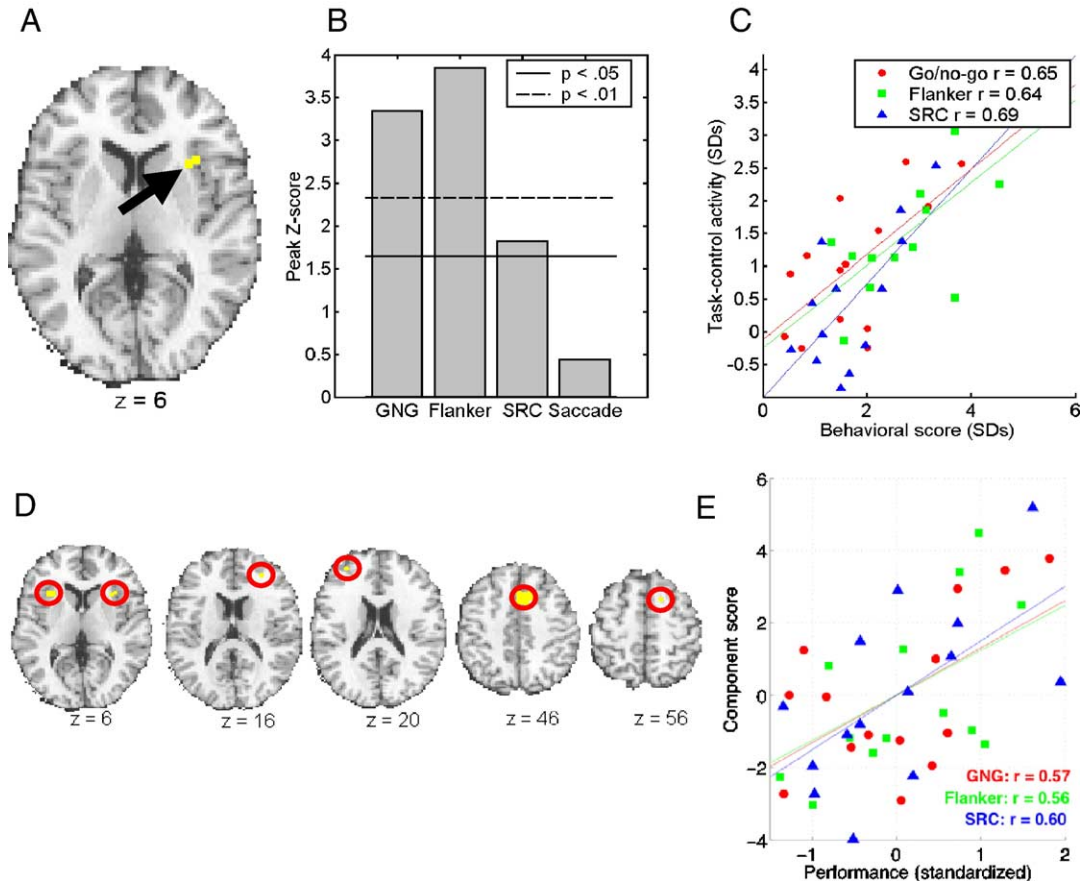 A
z = 6
B
4
3.5
3
2.5
2
1.5
1
0.5
0
Peak Z-score
p < .05
p < .01
GNG Flanker SRC Saccade
C
4
3.5
3
2.5
2
1.5
1
0.5
0
-0.5
Task-control activity (SDs)
Go/no-go r = 0.65
Flanker r = 0.64
SRC r = 0.69
0 2 4 6
Behavioral score (SDs)
D
z = 6
z = 16
z = 20
z = 46
z = 56
E
6
4
2
0
-2
-4
Component score
GNG: r = 0.57
Flanker: r = 0.56
SRC: r = 0.60
-1 0 1 2
Performance (standardized)